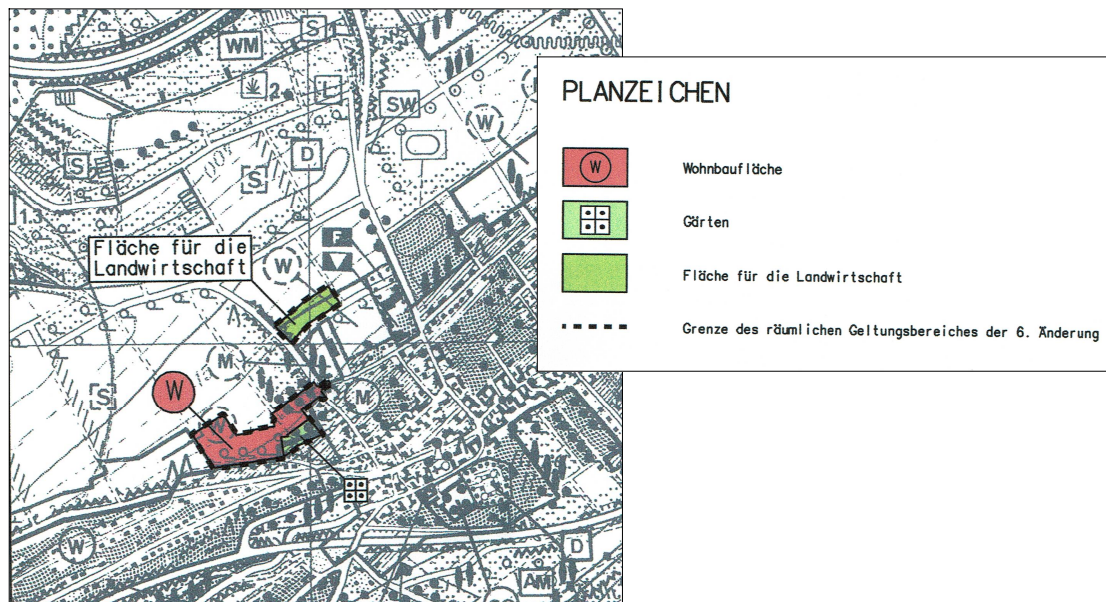 S
WM
2
L
SW
W
D
S
S
1.3
F
Fläche für die
Landwirtschaft
W
M
S
W
M
W
W
D
AM
PLANZEICHEN
W
Wohnbaufläche
Gärten
Fläche für die Landwirtschaft
Grenze des räumlichen Geltungsbereiches der 6. Änderung